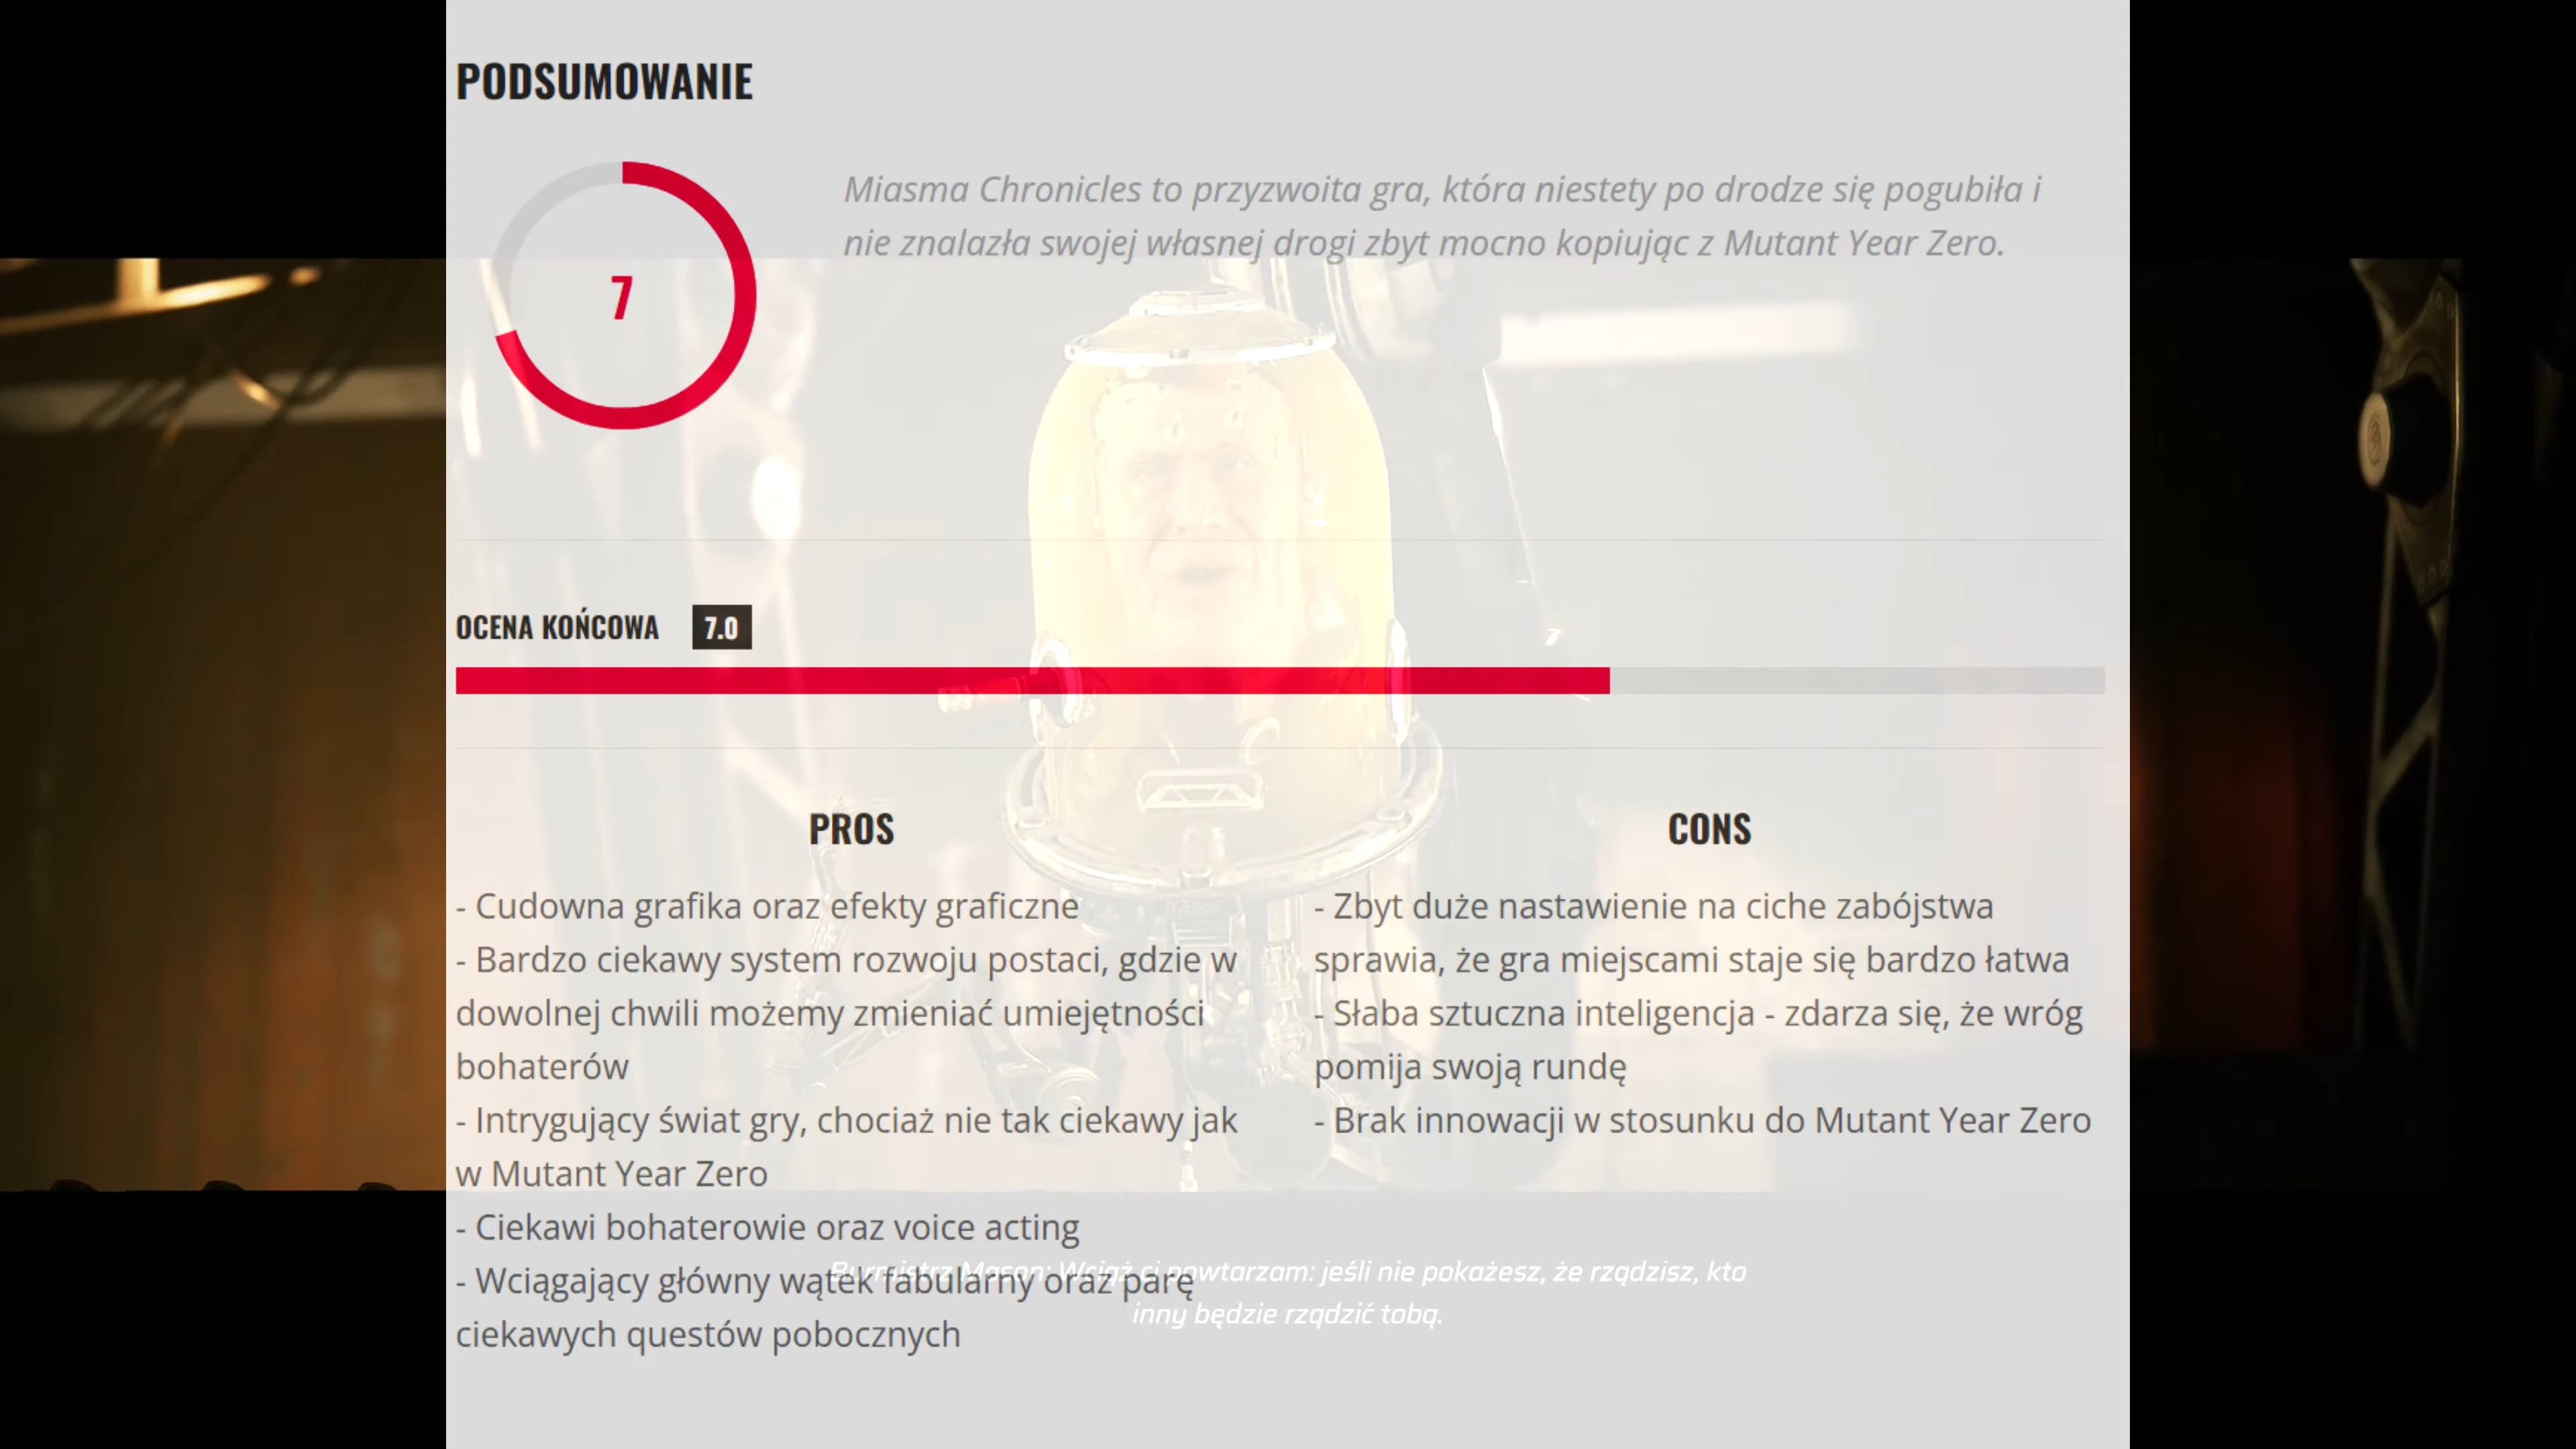 PODSUMOWANIE
Miasma Chronicles to przyzwoita gra, która niestety po drodze się pogubiła i
nie znalazła swojej własnej drogi zbyt mocno kopiując z Mutant Year Zero.
7
OCENA KOŃCOWA 7.0
PROS
- Cudowna grafika oraz efekty graficzne
- Bardzo ciekawy system rozwoju postaci, gdzie w
dowolnej chwili możemy zmieniać umiejętności
bohaterów
- Intrygujący świat gry, chociaż nie tak ciekawy jak
w Mutant Year Zero
- Ciekawi bohaterowie oraz voice acting
- Wciągający główny wątek fabularny oraz parę
ciekawych questów pobocznych
CONS
- Zbyt duże nastawienie na ciche zabójstwa
sprawia, że gra miejscami staje się bardzo łatwa
- Słaba sztuczna inteligencja - zdarza się, że wróg
pomija swoją rundę
- Brak innowacji w stosunku do Mutant Year Zero
Burmistrz Mason: Wciąż ci powtarzam: jeśli nie pokażesz, że rządzisz, kto
inny będzie rządzić tobą.